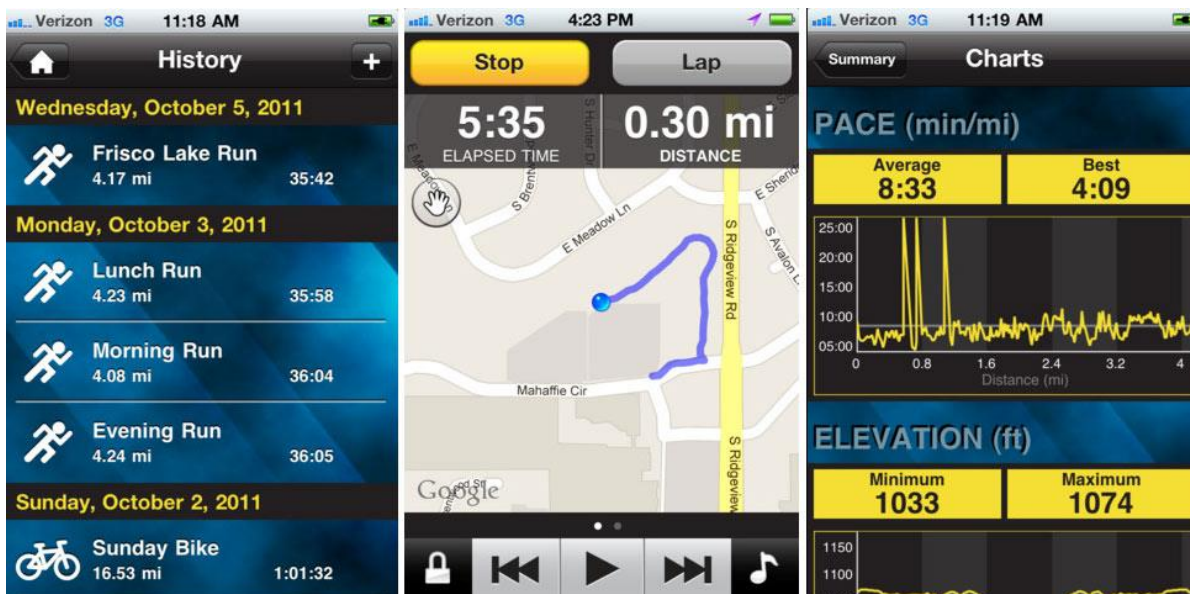 Verizon 3G 11:18 AM
History +
Wednesday, October 5, 2011
Frisco Lake Run
4.17 mi 35:42
Monday, October 3, 2011
Lunch Run
4.23 mi 35:58
Morning Run
4.08 mi 36:04
Evening Run
4.24 mi 36:05
Sunday, October 2, 2011
Sunday Bike
16.53 mi 1:01:32
Verizon 3G 4:23 PM
Stop Lap
5:35 0.30 mi
ELAPSED TIME DISTANCE
S Hunter Dr
E Meadow Ln
S Ridgeview Rd
Mahaffie Cir
S Ridgeview
Google
Verizon 3G 11:19 AM
Summary Charts
PACE (min/mi)
Average Best
8:33 4:09
25:00
20:00
15:00
10:00
05:00
0 0.8 1.6 2.4 3.2 4
Distance (mi)
ELEVATION (ft)
Minimum Maximum
1033 1074
1150
1100